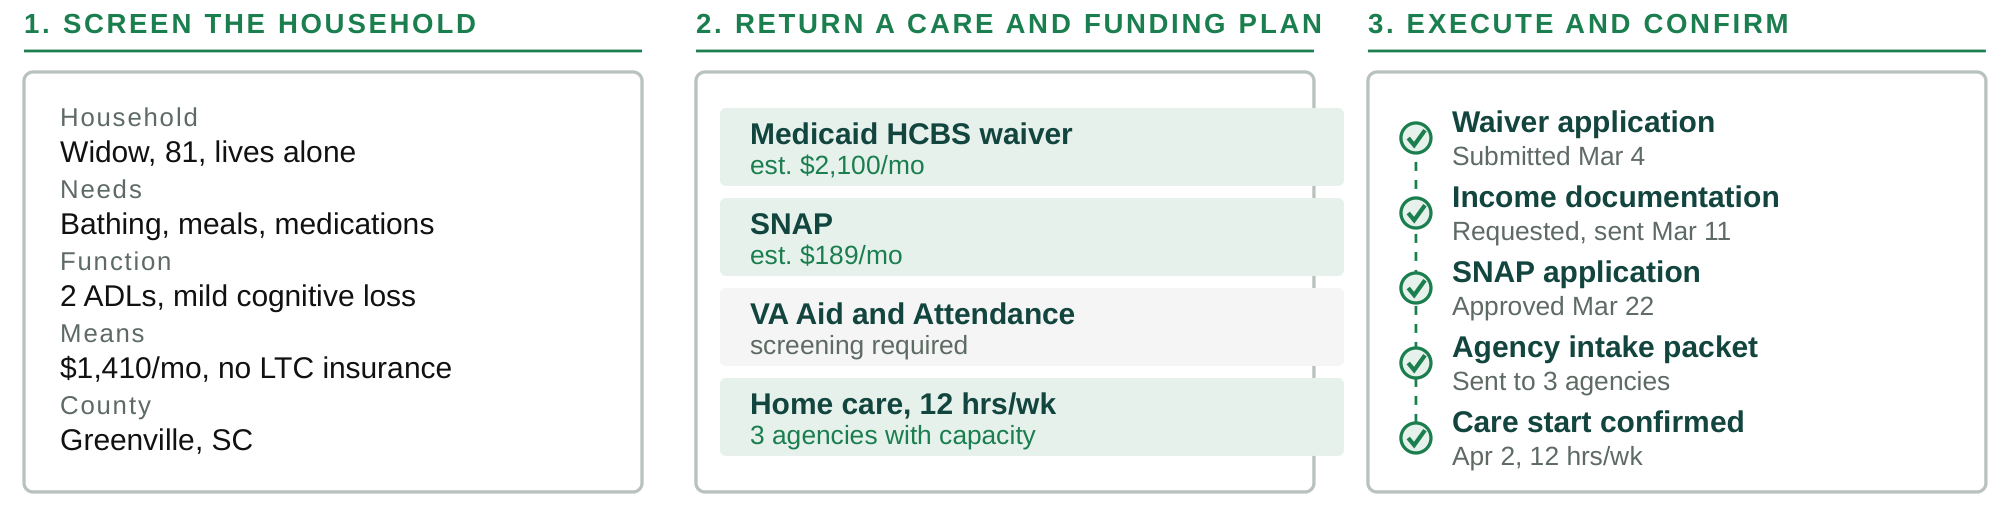 1. SCREEN THE HOUSEHOLD
Household
Widow, 81, lives alone
Needs
Bathing, meals, medications
Function
2 ADLs, mild cognitive loss
Means
$1,410/mo, no LTC insurance
County
Greenville, SC
2. RETURN A CARE AND FUNDING PLAN
Medicaid HCBS waiver
est. $2,100/mo
SNAP
est. $189/mo
VA Aid and Attendance
screening required
Home care, 12 hrs/wk
3 agencies with capacity
3. EXECUTE AND CONFIRM
Waiver application
Submitted Mar 4
Income documentation
Requested, sent Mar 11
SNAP application
Approved Mar 22
Agency intake packet
Sent to 3 agencies
Care start confirmed
Apr 2, 12 hrs/wk